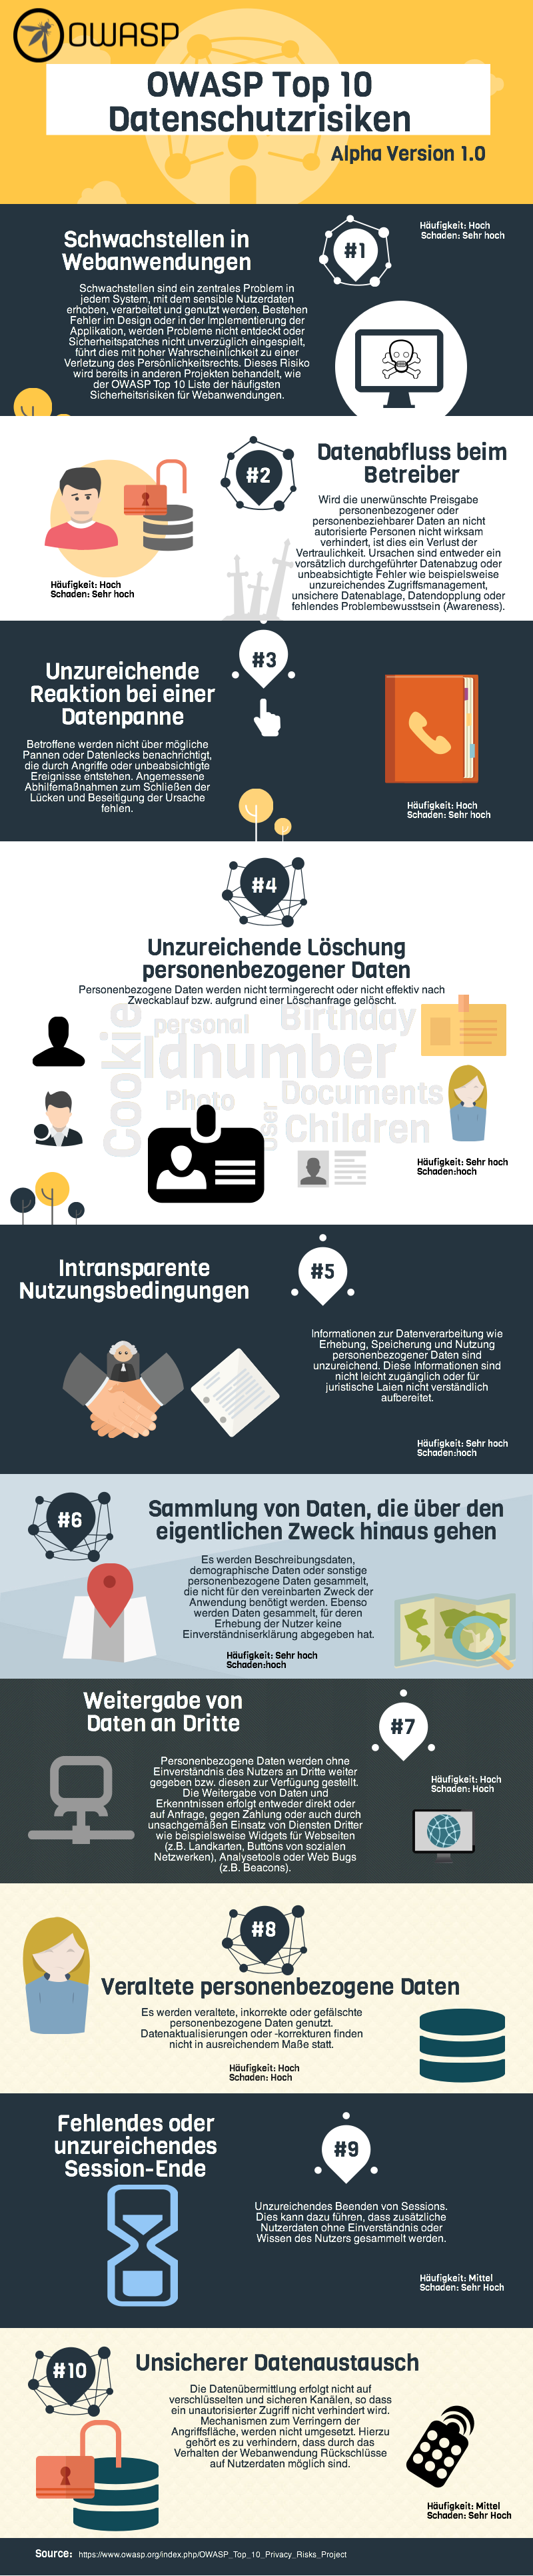 OWASP
OWASP Top 10
Datenschutzrisiken
Alpha Version 1.0
Schwachstellen in
Webanwendungen
#1
Häufigkeit: Hoch
Schaden: Sehr hoch
Schwachstellen sind ein zentrales Problem in
jedem System, mit dem sensible Nutzerdaten
erhoben, verarbeitet und genutzt werden. Bestehen
Fehler im Design oder in der Implementierung der
Applikation, werden Probleme nicht entdeckt oder
Sicherheitspatches nicht unverzüglich eingespielt,
führt dies mit hoher Wahrscheinlichkeit zu einer
Verletzung des Persönlichkeitsrechts. Dieses Risiko
wird bereits in anderen Projekten behandelt, wie
der OWASP Top 10 Liste der häufigsten
Sicherheitsrisiken für Webanwendungen.
#2
Datenabfluss beim
Betreiber
Wird die unerwünschte Preisgabe
personenbezogener oder
personenbeziehbarer Daten an nicht
autorisierte Personen nicht wirksam
verhindert, ist dies ein Verlust der
Vertraulichkeit. Ursachen sind entweder ein
vorsätzlich durchgeführter Datenabzug oder
unbeabsichtigte Fehler wie beispielsweise
unzureichendes Zugriffsmanagement,
unsichere Datenablage, Datendopplung oder
fehlendes Problembewusstsein (Awareness).
Häufigkeit: Hoch
Schaden: Sehr hoch
#3
Unzureichende
Reaktion bei einer
Datenpanne
Betroffene werden nicht über mögliche
Pannen oder Datenlecks benachrichtigt,
die durch Angriffe oder unbeabsichtigte
Ereignisse entstehen. Angemessene
Abhilfemaßnahmen zum Schließen der
Lücken und Beseitigung der Ursache
fehlen.
Häufigkeit: Hoch
Schaden: Sehr hoch
#4
Unzureichende Löschung
personenbezogener Daten
Personenbezogene Daten werden nicht termingerecht oder nicht effektiv nach
Zweckablauf bzw. aufgrund einer Löschanfrage gelöscht.
Cookie
personal
Birthday
Idnumber
Photo
User
Documents
Children
Häufigkeit: Sehr hoch
Schaden:hoch
Intransparente
Nutzungsbedingungen
#5
Informationen zur Datenverarbeitung wie
Erhebung, Speicherung und Nutzung
personenbezogener Daten sind
unzureichend. Diese Informationen sind
nicht leicht zugänglich oder für
juristische Laien nicht verständlich
aufbereitet.
Häufigkeit: Sehr hoch
Schaden:hoch
#6
Sammlung von Daten, die über den
eigentlichen Zweck hinaus gehen
Es werden Beschreibungsdaten,
demographische Daten oder sonstige
personenbezogene Daten gesammelt,
die nicht für den vereinbarten Zweck der
Anwendung benötigt werden. Ebenso
werden Daten gesammelt, für deren
Erhebung der Nutzer keine
Einverständniserklärung abgegeben hat.
Häufigkeit: Sehr hoch
Schaden:hoch
Weitergabe von
Daten an Dritte
#7
Personenbezogene Daten werden ohne
Einverständnis des Nutzers an Dritte weiter
gegeben bzw. diesen zur Verfügung gestellt.
Die Weitergabe von Daten und
Erkenntnissen erfolgt entweder direkt oder
auf Anfrage, gegen Zahlung oder auch durch
unsachgemäßen Einsatz von Diensten Dritter
wie beispielsweise Widgets für Webseiten
(z.B. Landkarten, Buttons von sozialen
Netzwerken), Analysetools oder Web Bugs
(z.B. Beacons).
Häufigkeit: Hoch
Schaden: Hoch
#8
Veraltete personenbezogene Daten
Es werden veraltete, inkorrekte oder gefälschte
personenbezogene Daten genutzt.
Datenaktualisierungen oder -korrekturen finden
nicht in ausreichendem Maße statt.
Häufigkeit: Hoch
Schaden: Hoch
Fehlendes oder
unzureichendes
Session-Ende
#9
Unzureichendes Beenden von Sessions.
Dies kann dazu führen, dass zusätzliche
Nutzerdaten ohne Einverständnis oder
Wissen des Nutzers gesammelt werden.
Häufigkeit: Mittel
Schaden: Sehr Hoch
#10
Unsicherer Datenaustausch
Die Datenübermittlung erfolgt nicht auf
verschlüsselten und sicheren Kanälen, so dass
ein unautorisierter Zugriff nicht verhindert wird.
Mechanismen zum Verringern der
Angriffsfläche, werden nicht umgesetzt. Hierzu
gehört es zu verhindern, dass durch das
Verhalten der Webanwendung Rückschlüsse
auf Nutzerdaten möglich sind.
Häufigkeit: Mittel
Schaden: Sehr Hoch
Source: https://www.owasp.org/index.php/OWASP_Top_10_Privacy_Risks_Project